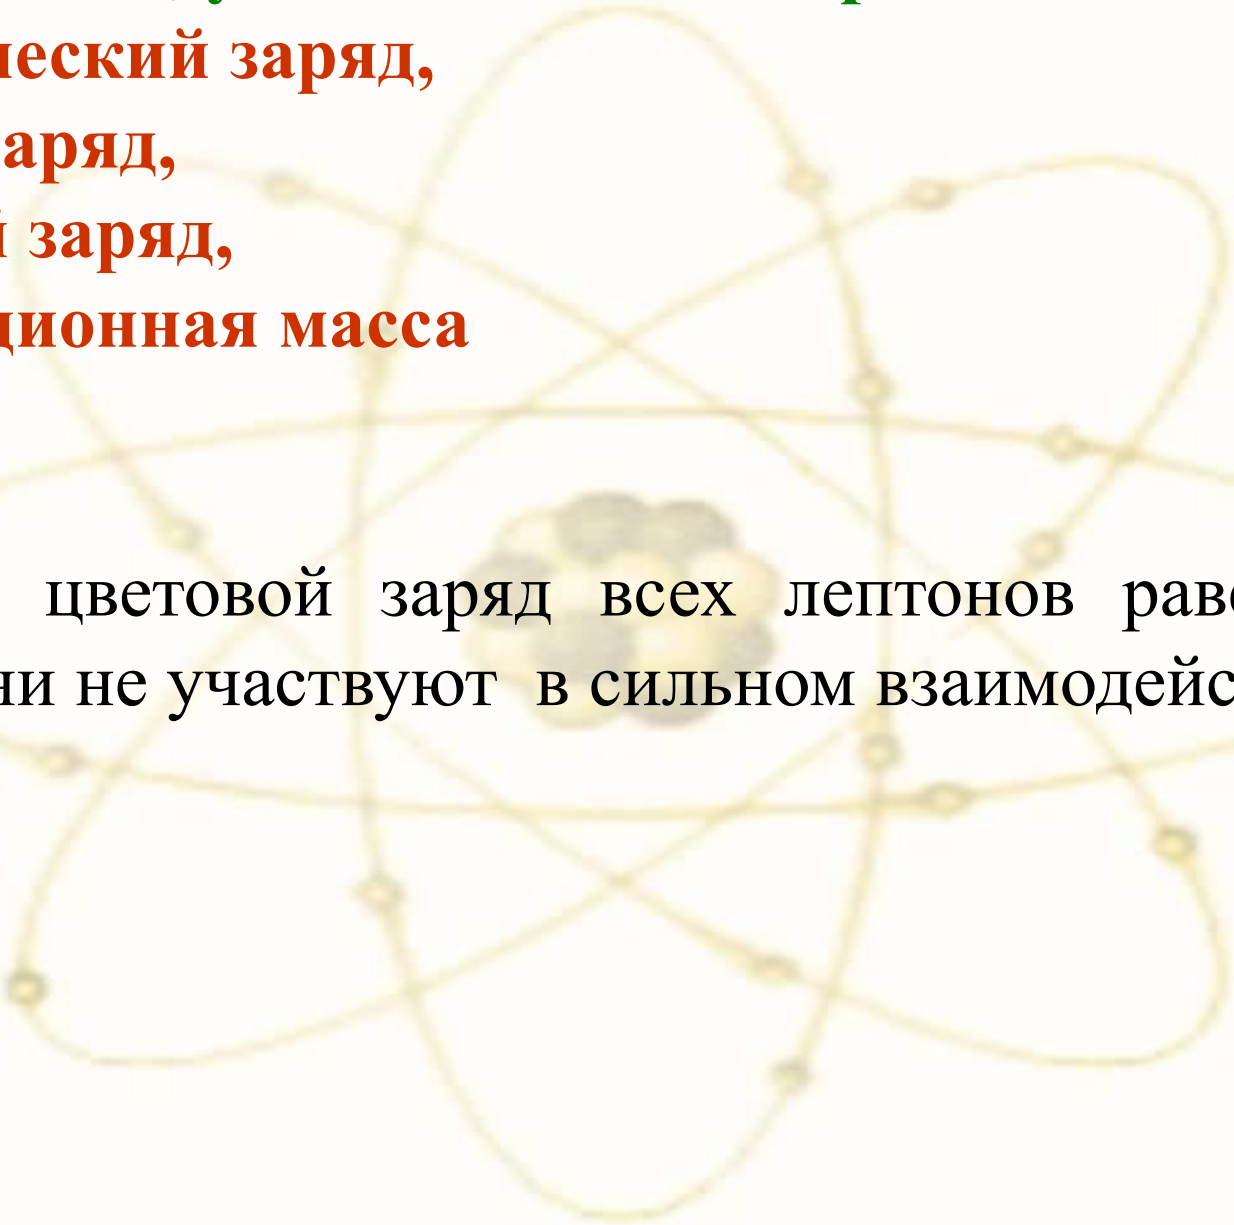 ческий заряд,
аряд,
й заряд,
ционная масса
цветовой заряд всех лептонов рав
ни не участвуют в сильном взаимодейс